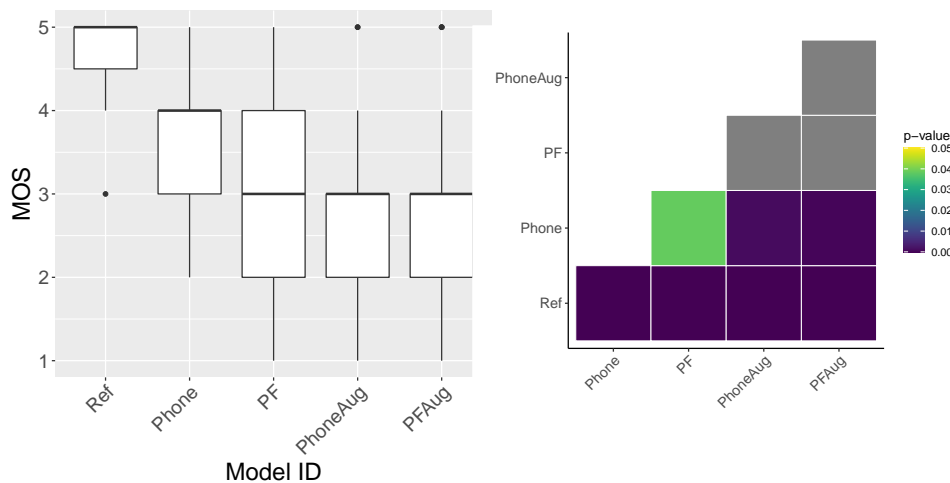 5
4
3
2
1
MOS
Ref
Phone
PF
PhoneAug
PFAug
Model ID
PhoneAug
PF
Phone
Ref
Phone
PF
PhoneAug
PFAug
p−value
0.05
0.04
0.03
0.02
0.01
0.00